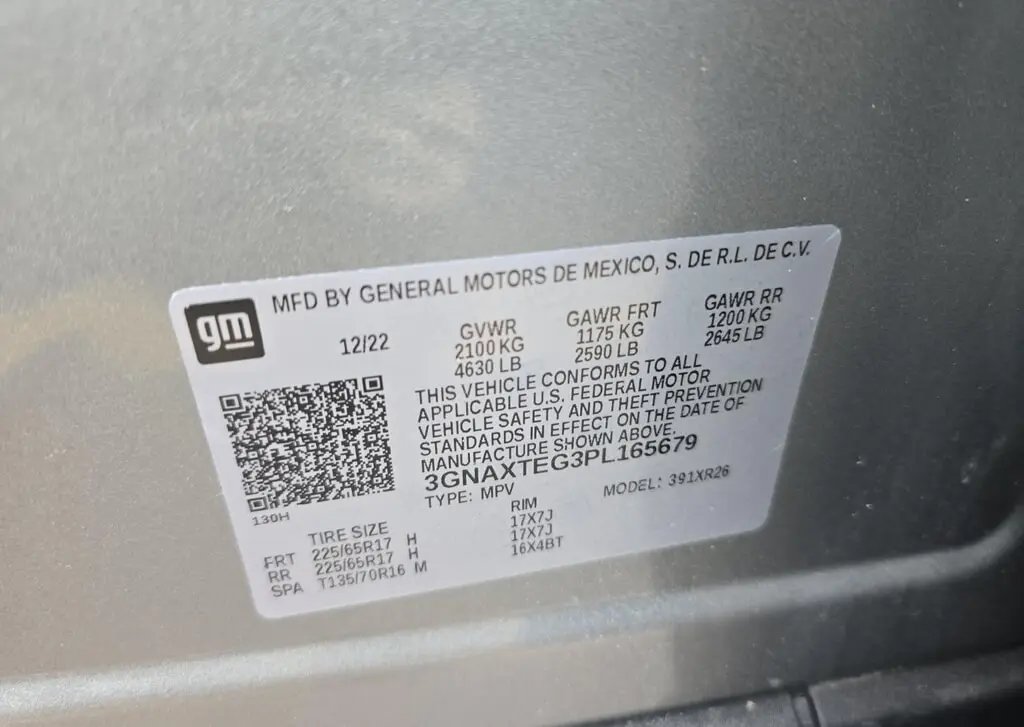 gm
MFD BY GENERAL MOTORS DE MEXICO, S. DE R.L. DE C.V.
12/22
GVWR
2100 KG
4630 LB
GAWR FRT
1175 KG
2590 LB
GAWR RR
1200 KG
2645 LB
THIS VEHICLE CONFORMS TO ALL
APPLICABLE U.S. FEDERAL MOTOR
VEHICLE SAFETY AND THEFT PREVENTION
STANDARDS IN EFFECT ON THE DATE OF
MANUFACTURE SHOWN ABOVE.
3GNAXTEG3PL165679
TYPE: MPV
MODEL: 391XR26
139H
TIRE SIZE
RIM
FRT 225/65R17 H 17X7J
RR 225/65R17 H 17X7J
SPA T135/70R16 M 16X4BT